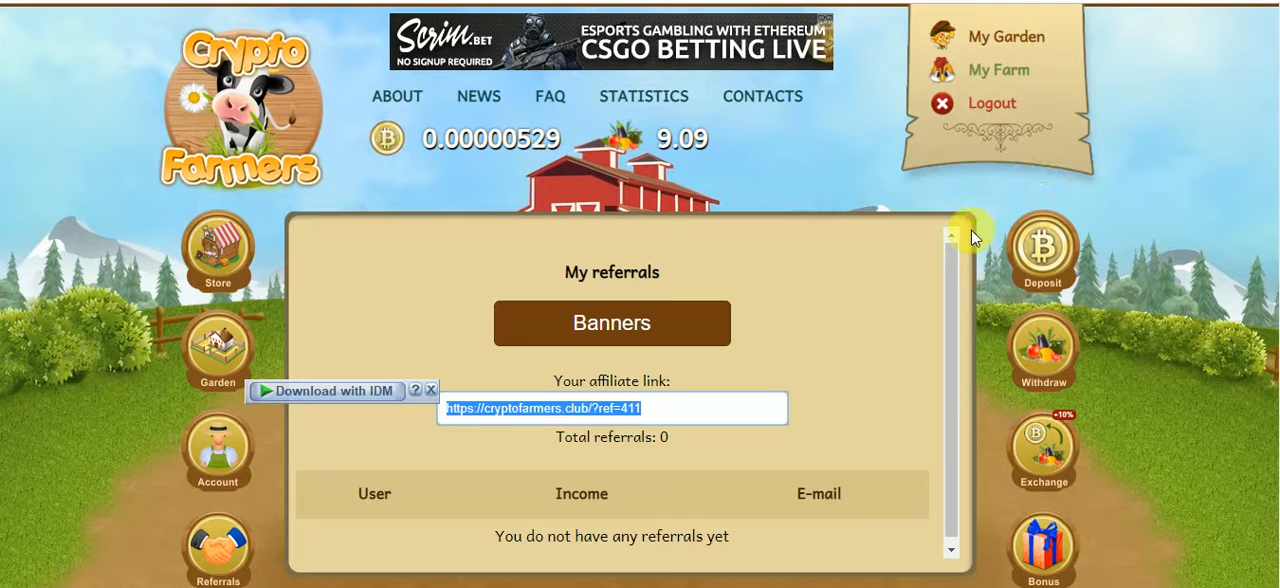 Crypto
Farmers
Scrim.BET
NO SIGNUP REQUIRED
ESPORTS GAMBLING WITH ETHEREUM
CSGO BETTING LIVE
My Garden
My Farm
Logout
ABOUT NEWS FAQ STATISTICS CONTACTS
0.00000529 9.09
Store
Garden
Account
Referrals
My referrals
Banners
Your affiliate link:
Download with IDM ? X
https://cryptofarmers.club/?ref=411
Total referrals: 0
User Income E-mail
You do not have any referrals yet
Deposit
Withdraw
+10%
Exchange
Bonus